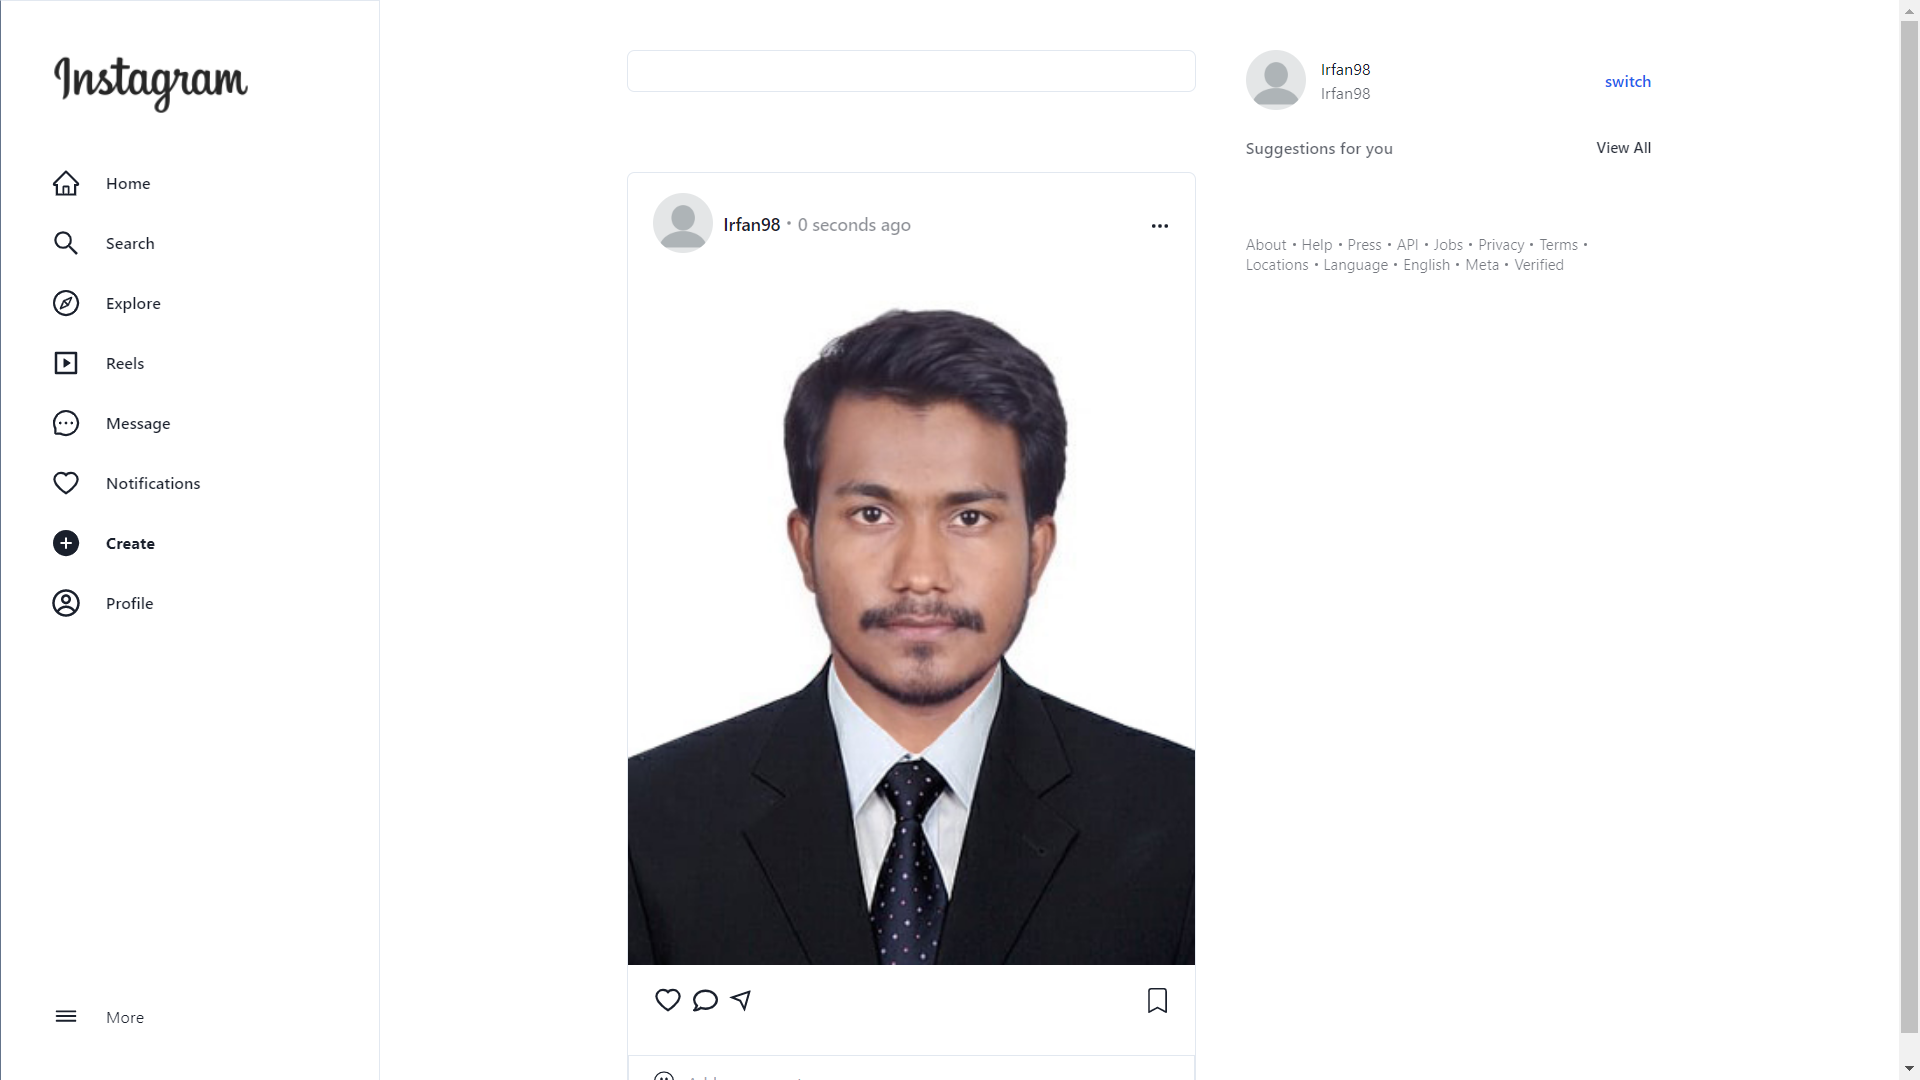 Instagram
Home
Search
Explore
Reels
Message
Notifications
Create
Profile
More
Irfan98 • 0 seconds ago
Irfan98
Irfan98
switch
Suggestions for you
View All
About • Help • Press • API • Jobs • Privacy • Terms •
Locations • Language • English • Meta • Verified